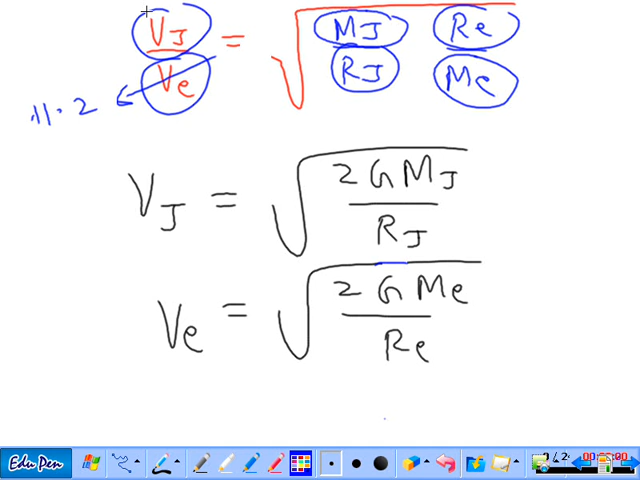 VJ/Ve = √(MJ/RJ Re/Me)
11.2
VJ = √(2GMJ/RJ)
Ve = √(2GMe/Re)
Edu Pen